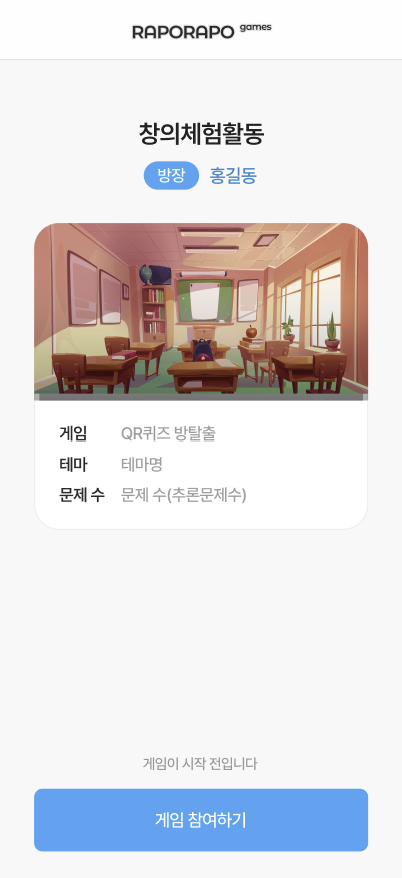 RAPORAPO games
창의체험활동
방장 홍길동
게임 QR퀴즈 방탈출
테마 테마명
문제 수 문제 수(추론문제수)
게임이 시작 전입니다
게임 참여하기